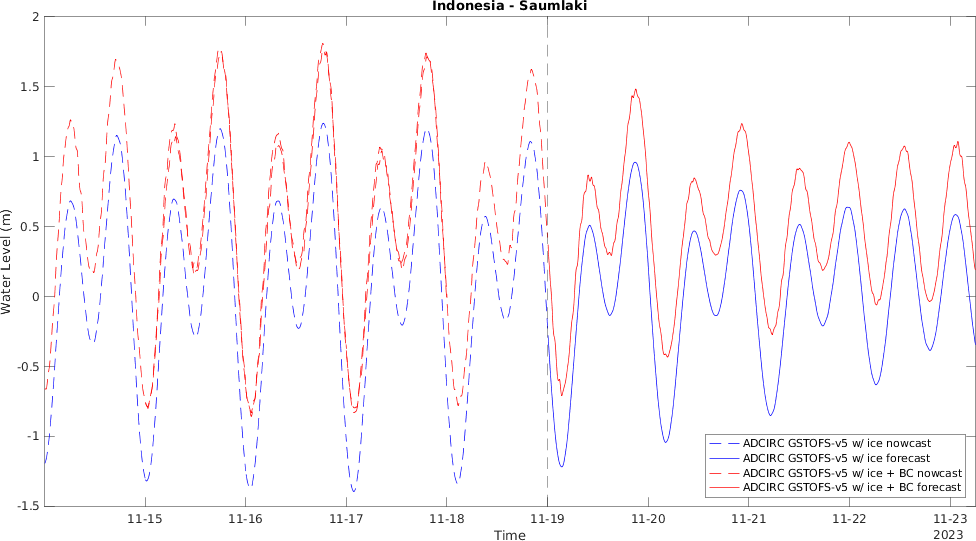 Indonesia - Saumlaki
Water Level (m)
2
1.5
1
0.5
0
-0.5
-1
-1.5
11-15
11-16
11-17
11-18
11-19
11-20
11-21
11-22
11-23
2023
Time
ADCIRC GSTOFS-v5 w/ ice nowcast
ADCIRC GSTOFS-v5 w/ ice forecast
ADCIRC GSTOFS-v5 w/ ice + BC nowcast
ADCIRC GSTOFS-v5 w/ ice + BC forecast